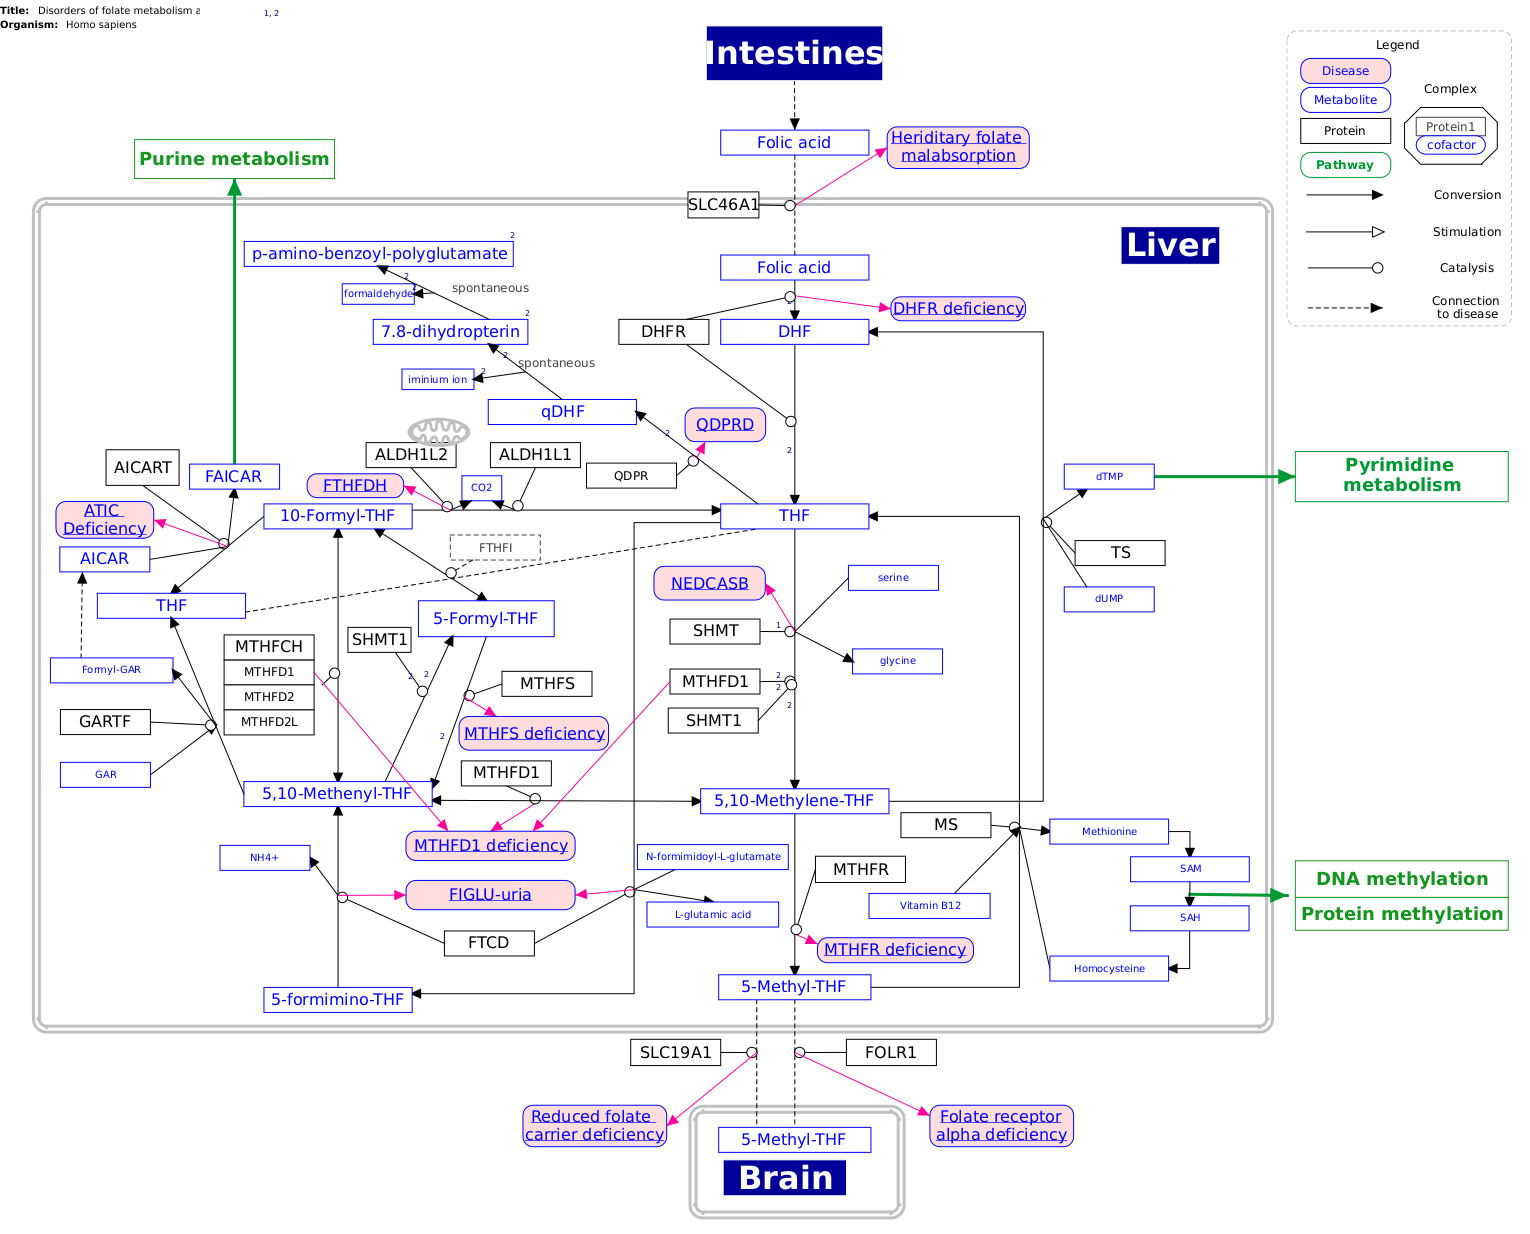 Title: Disorders of folate metabolism a
1, 2
Organism: Homo sapiens
Intestines
Legend
Disease
Metabolite
Complex
Protein
Protein1
cofactor
Pathway
Conversion
Stimulation
Catalysis
Connection
to disease
Folic acid
Heriditary folate
malabsorption
Purine metabolism
SLC46A1
Liver
2
p-amino-benzoyl-polyglutamate
2
formaldehyde
2
spontaneous
Folic acid
DHFR deficiency
2
7.8-dihydropterin
DHFR
DHF
2
spontaneous
iminium ion
2
qDHF
2
QDPRD
2
AICART
FAICAR
ALDH1L2
ALDH1L1
QDPR
FTHFDH
CO2
dTMP
Pyrimidine
metabolism
ATIC
Deficiency
10-Formyl-THF
THF
FTHFI
TS
AICAR
NEDCASB
serine
dUMP
THF
5-Formyl-THF
1
SHMT
SHMT1
MTHFCH
MTHFD1
MTHFD2
MTHFD2L
Formyl-GAR
glycine
2
2
MTHFS
MTHFD1
2
2
2
GARTF
SHMT1
MTHFS deficiency
2
GAR
MTHFD1
5,10-Methenyl-THF
5,10-Methylene-THF
MS
Methionine
MTHFD1 deficiency
NH4+
N-formimidoyl-L-glutamate
MTHFR
SAM
DNA methylation
Protein methylation
FIGLU-uria
L-glutamic acid
Vitamin B12
SAH
FTCD
MTHFR deficiency
Homocysteine
5-formimino-THF
5-Methyl-THF
SLC19A1
FOLR1
Reduced folate
carrier deficiency
Folate receptor
alpha deficiency
5-Methyl-THF
Brain